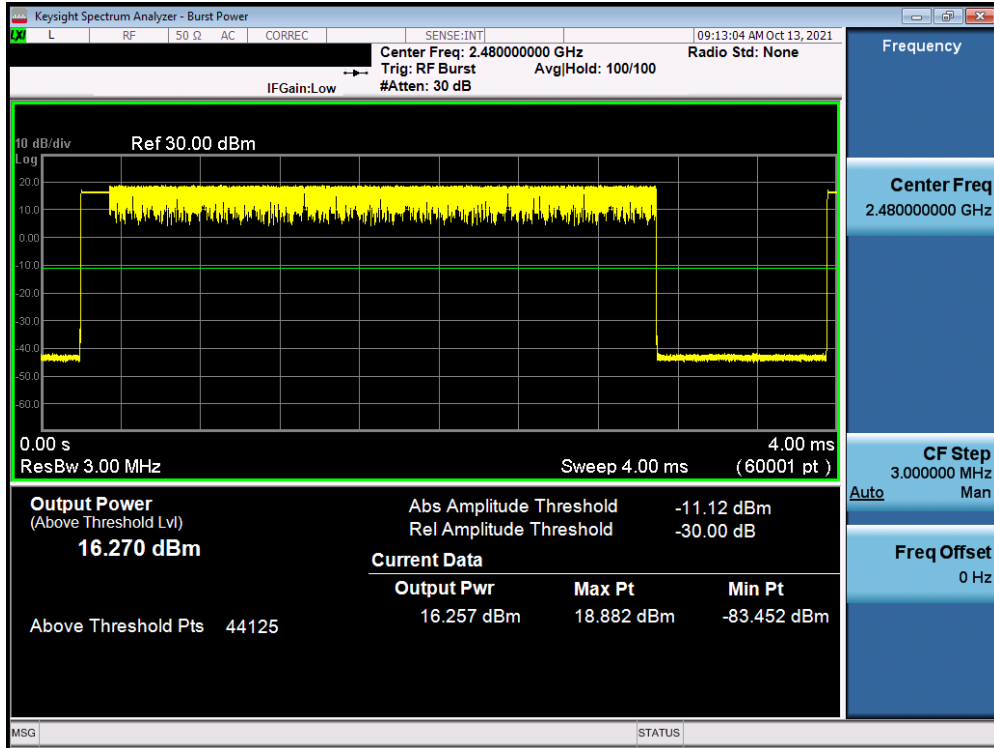 Keysight Spectrum Analyzer - Burst Power
LXI L RF 50 Ω AC CORREC SENSE:INT 09:13:04 AM Oct 13, 2021
Center Freq: 2.480000000 GHz Radio Std: None
Trig: RF Burst Avg|Hold: 100/100
IFGain:Low #Atten: 30 dB
10 dB/div Ref 30.00 dBm
Log
20.0
10.0
0.00
-10.0
-20.0
-30.0
-40.0
-50.0
-60.0
0.00 s 4.00 ms
ResBw 3.00 MHz Sweep 4.00 ms (60001 pt)
Output Power
(Above Threshold Lvl)
16.270 dBm
Above Threshold Pts 44125
Abs Amplitude Threshold -11.12 dBm
Rel Amplitude Threshold -30.00 dB
Current Data
Output Pwr Max Pt Min Pt
16.257 dBm 18.882 dBm -83.452 dBm
Frequency
Center Freq
2.480000000 GHz
CF Step
3.000000 MHz
Auto Man
Freq Offset
0 Hz
MSG STATUS